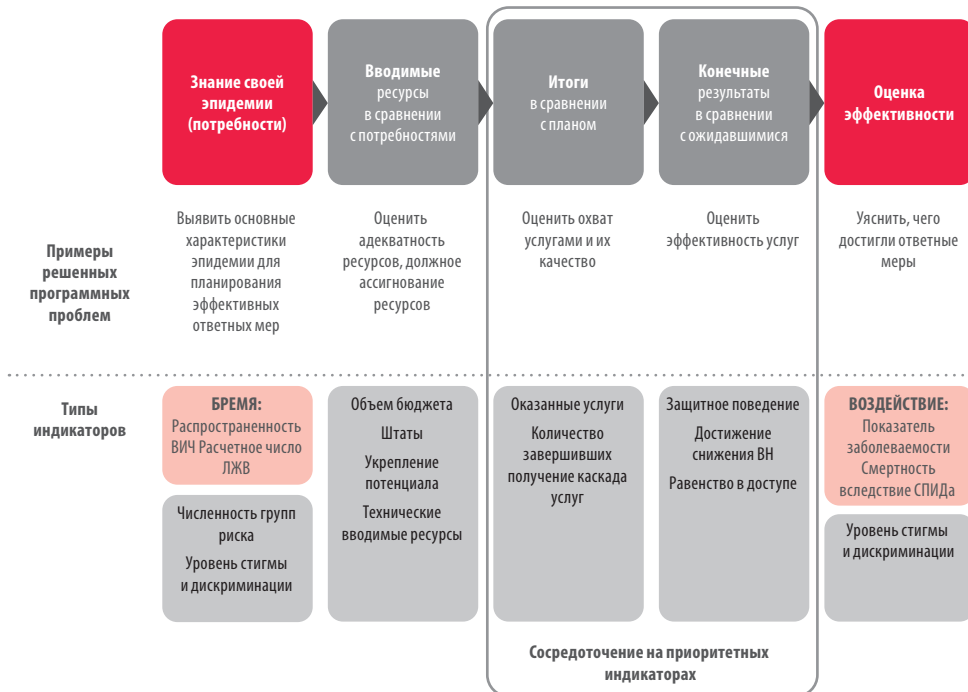 Знание своей
эпидемии
(потребности)
Вводимые
ресурсы
в сравнении
с потребностями
Итоги
в сравнении
с планом
Конечные
результаты
в сравнении
с ожидавшимися
Оценка
эффективности
Примеры
решенных
программных
проблем
Выявить основные
характеристики
эпидемии для
планирования
эффективных
ответных мер
Оценить
адекватность
ресурсов, должное
ассигнование
ресурсов
Оценить охват
услугами и их
качество
Оценить
эффективность услуг
Уяснить, чего
достигли ответные
меры
Типы
индикаторов
БРЕМЯ:
Распространенность
ВИЧ Расчетное число
ЛЖВ
Численность групп
риска
Уровень стигмы
и дискриминации
Объем бюджета
Штаты
Укрепление
потенциала
Технические
вводимые ресурсы
Оказанные услуги
Количество
завершивших
получение каскада
услуг
Защитное поведение
Достижение
снижения ВН
Равенство в доступе
ВОЗДЕЙСТВИЕ:
Показатель
заболеваемости
Смертность
вследствие СПИДа
Уровень стигмы
и дискриминации
Сосредоточение на приоритетных
индикаторах